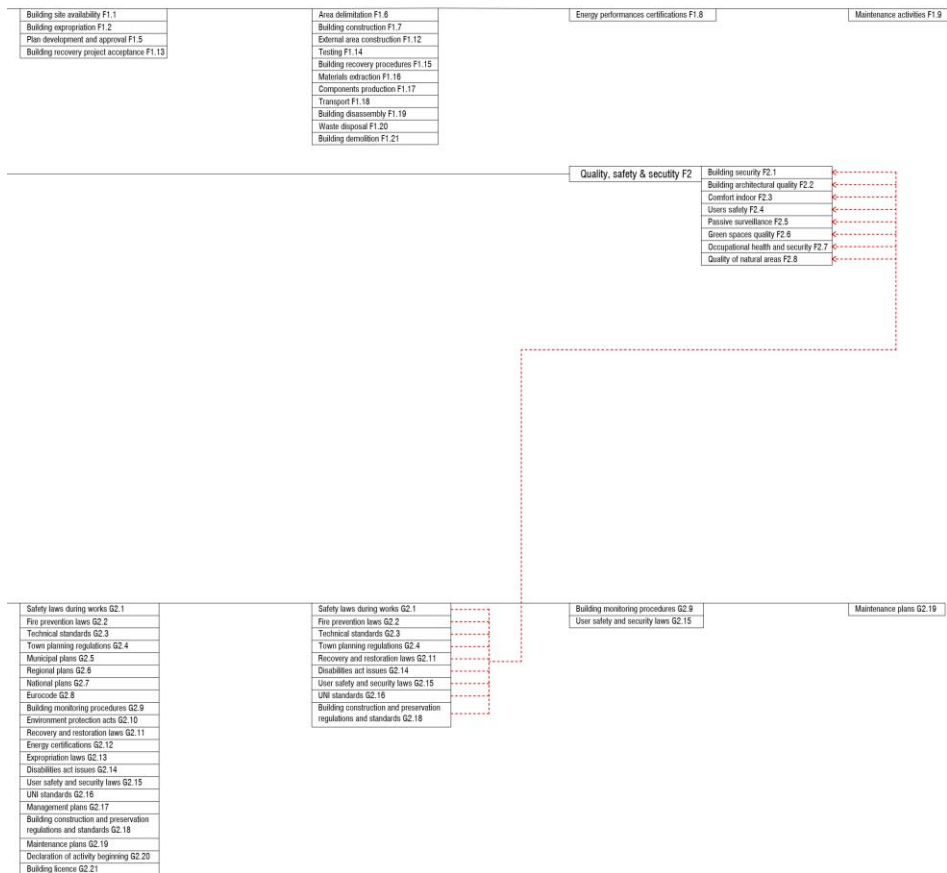 Building site availability F1.1
Building expropriation F1.2
Plan development and approval F1.5
Building recovery project acceptance F1.13
Area delimitation F1.6
Building construction F1.7
External area construction F1.12
Testing F1.14
Building recovery procedures F1.15
Materials extraction F1.16
Components production F1.17
Transport F1.18
Building disassembly F1.19
Waste disposal F1.20
Building demolition F1.21
Energy performances certifications F1.8
Maintenance activities F1.9
Quality, safety & secutity F2
Building security F2.1
Building architectural quality F2.2
Comfort indoor F2.3
Users safety F2.4
Passive surveillance F2.5
Green spaces quality F2.6
Occupational health and security F2.7
Quality of natural areas F2.8
Safety laws during works G2.1
Fire prevention laws G2.2
Technical standards G2.3
Town planning regulations G2.4
Municipal plans G2.5
Regional plans G2.6
National plans G2.7
Eurocode G2.8
Building monitoring procedures G2.9
Environment protection acts G2.10
Recovery and restoration laws G2.11
Energy certifications G2.12
Expropriation laws G2.13
Disabilities act issues G2.14
User safety and security laws G2.15
UNI standards G2.16
Management plans G2.17
Building construction and preservation
regulations and standards G2.18
Maintenance plans G2.19
Declaration of activity beginning G2.20
Building licence G2.21
Safety laws during works G2.1
Fire prevention laws G2.2
Technical standards G2.3
Town planning regulations G2.4
Recovery and restoration laws G2.11
Disabilities act issues G2.14
User safety and security laws G2.15
UNI standards G2.16
Building construction and preservation
regulations and standards G2.18
Building monitoring procedures G2.9
User safety and security laws G2.15
Maintenance plans G2.19